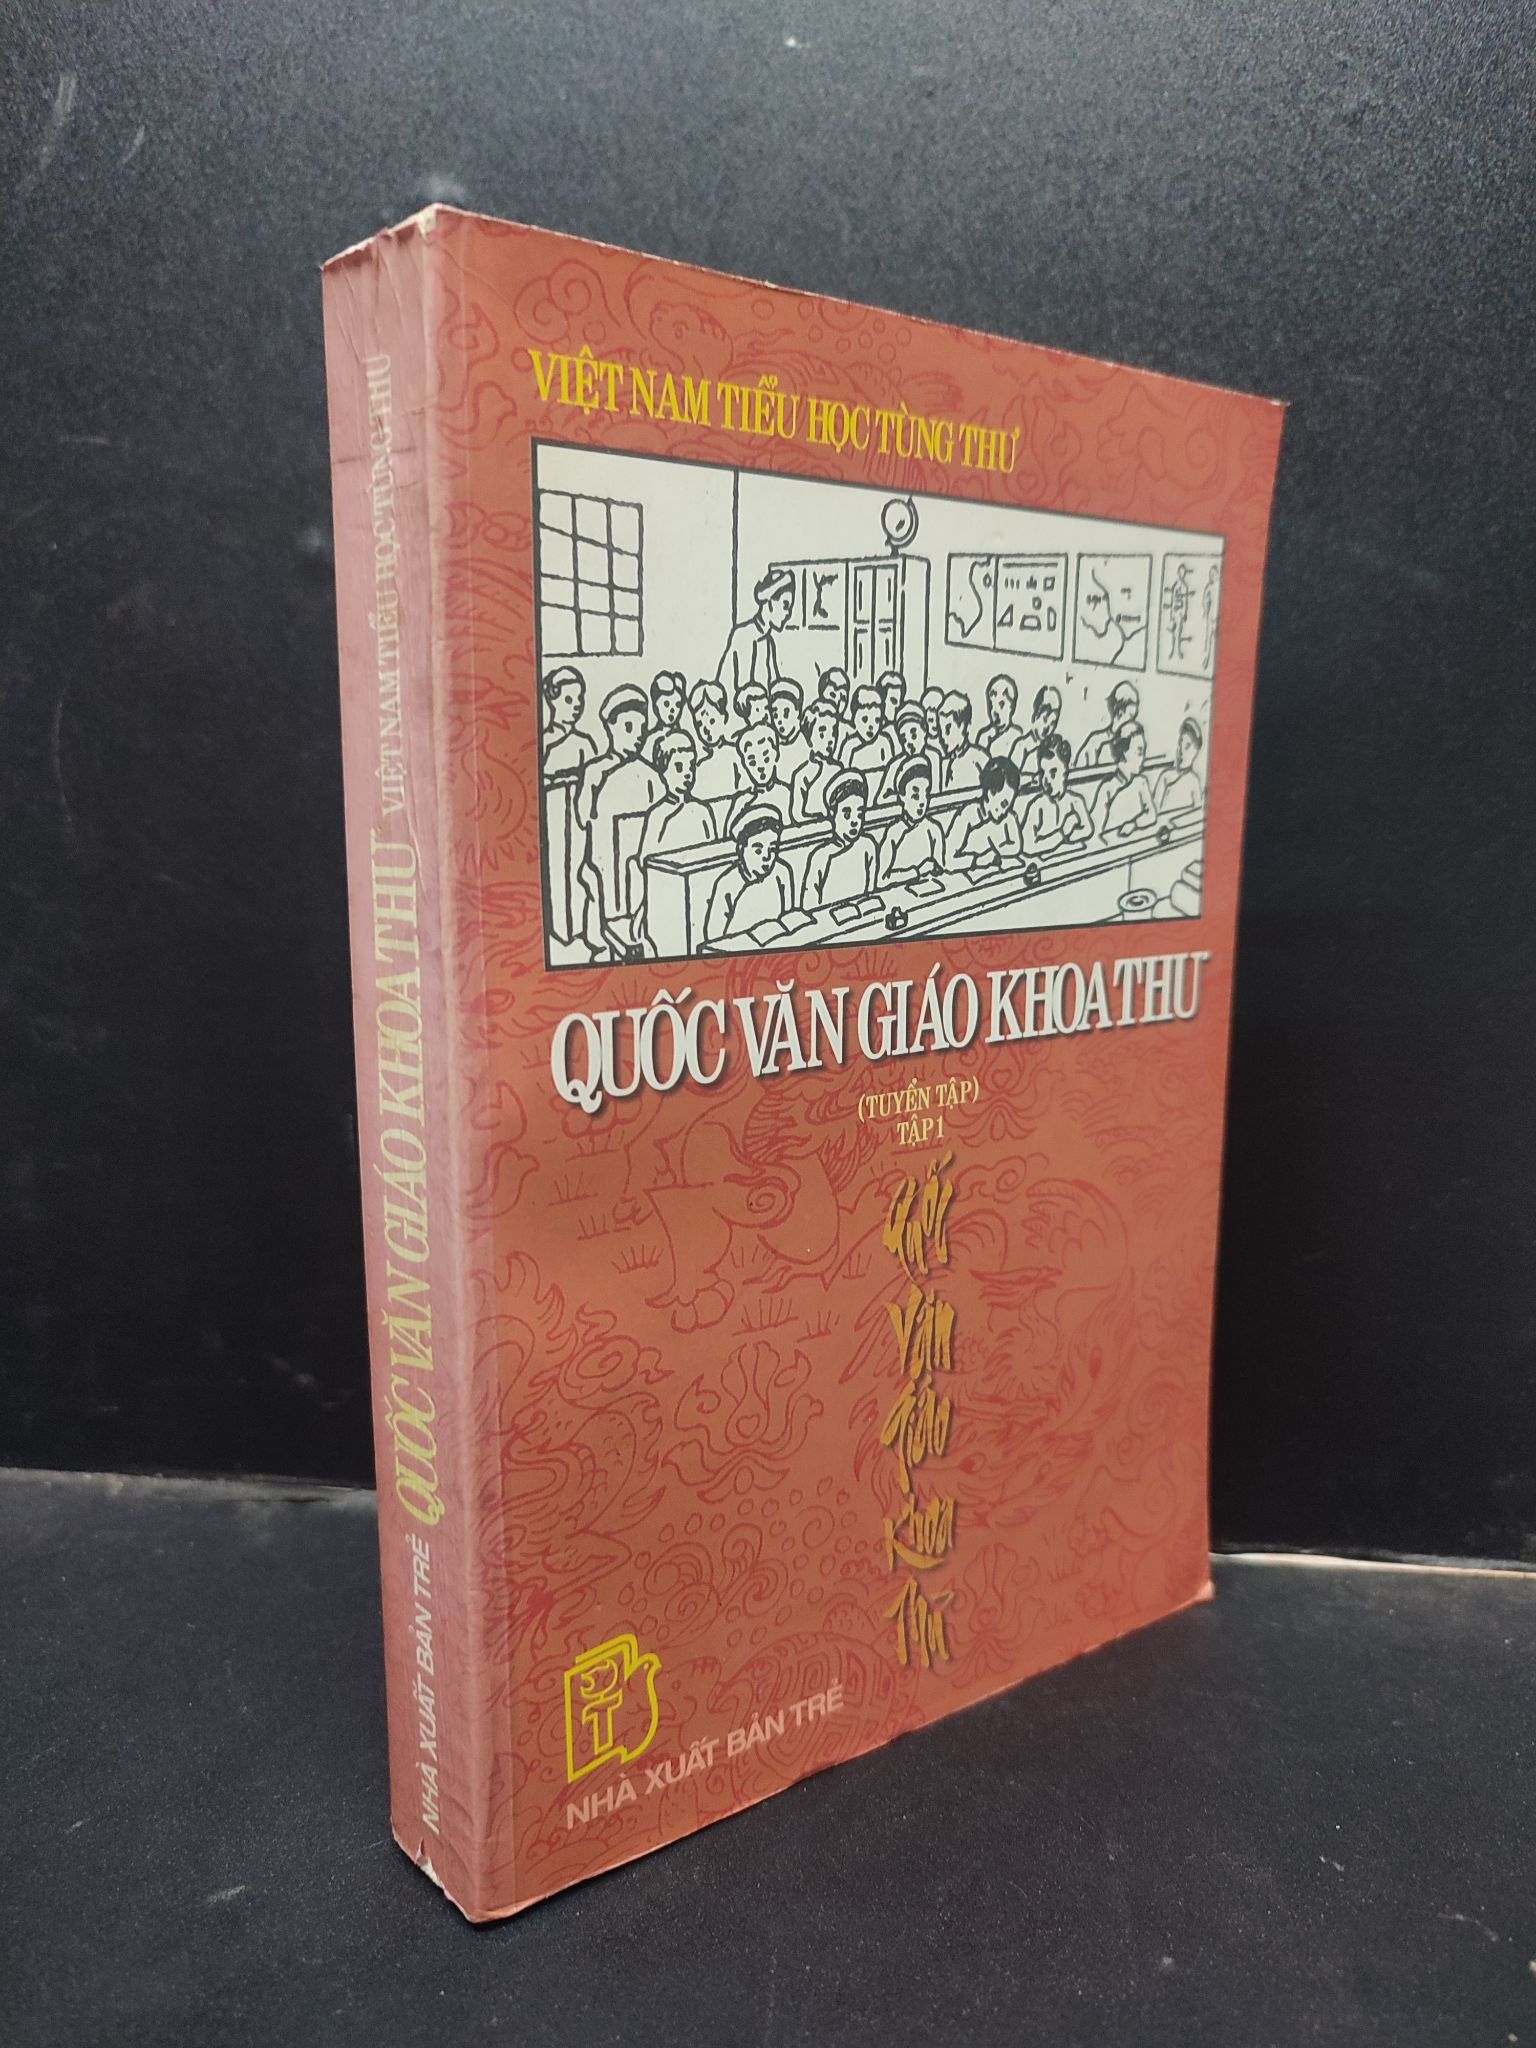 VIỆT NAM TIỂU HỌC TÙNG THƯ
QUỐC VĂN GIÁO KHOA THƯ
(TUYỂN TẬP)
TẬP 1
Quốc
Văn
Giáo
Khoa
Thư
NHÀ XUẤT BẢN TRẺ
NHÀ XUẤT BẢN TRẺ QUỐC VĂN GIÁO KHOA THƯ VIỆT NAM TIỂU HỌC TÙNG THƯ